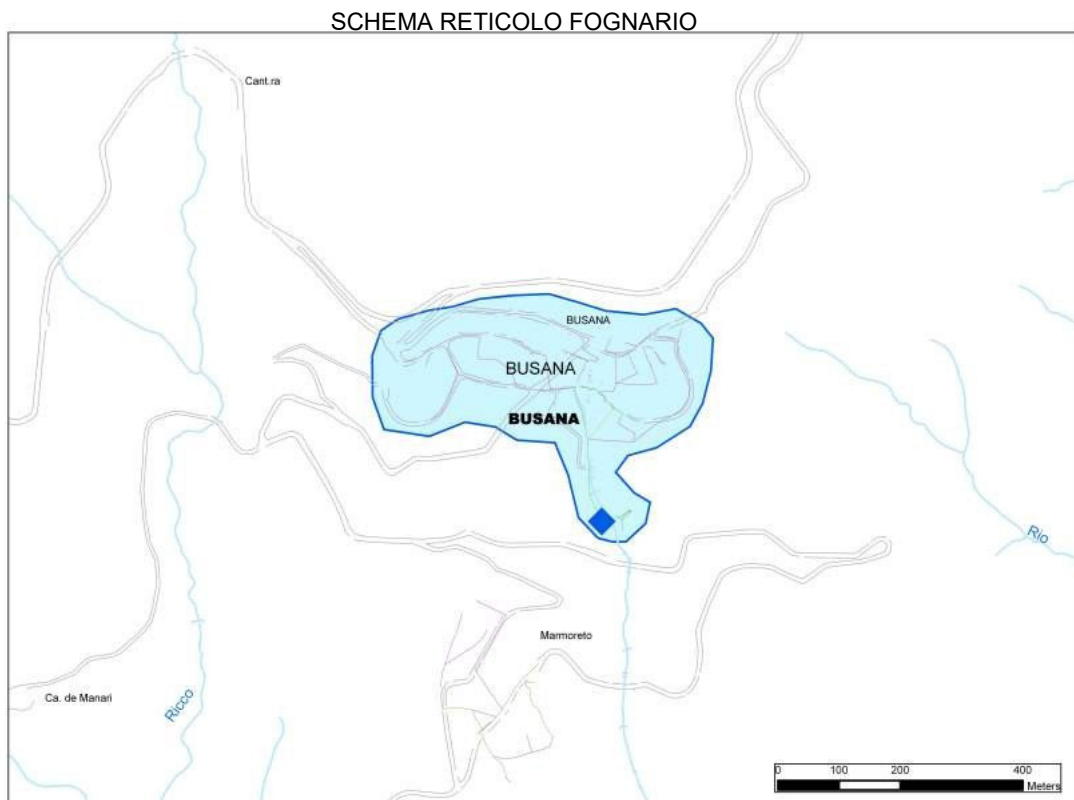 SCHEMA RETICOLO FOGNARIO
Cant.ra
BUSANA
BUSANA
BUSANA
Rio
Marmoreto
Ca. de Manari
Ricco
0 100 200 400
Meters